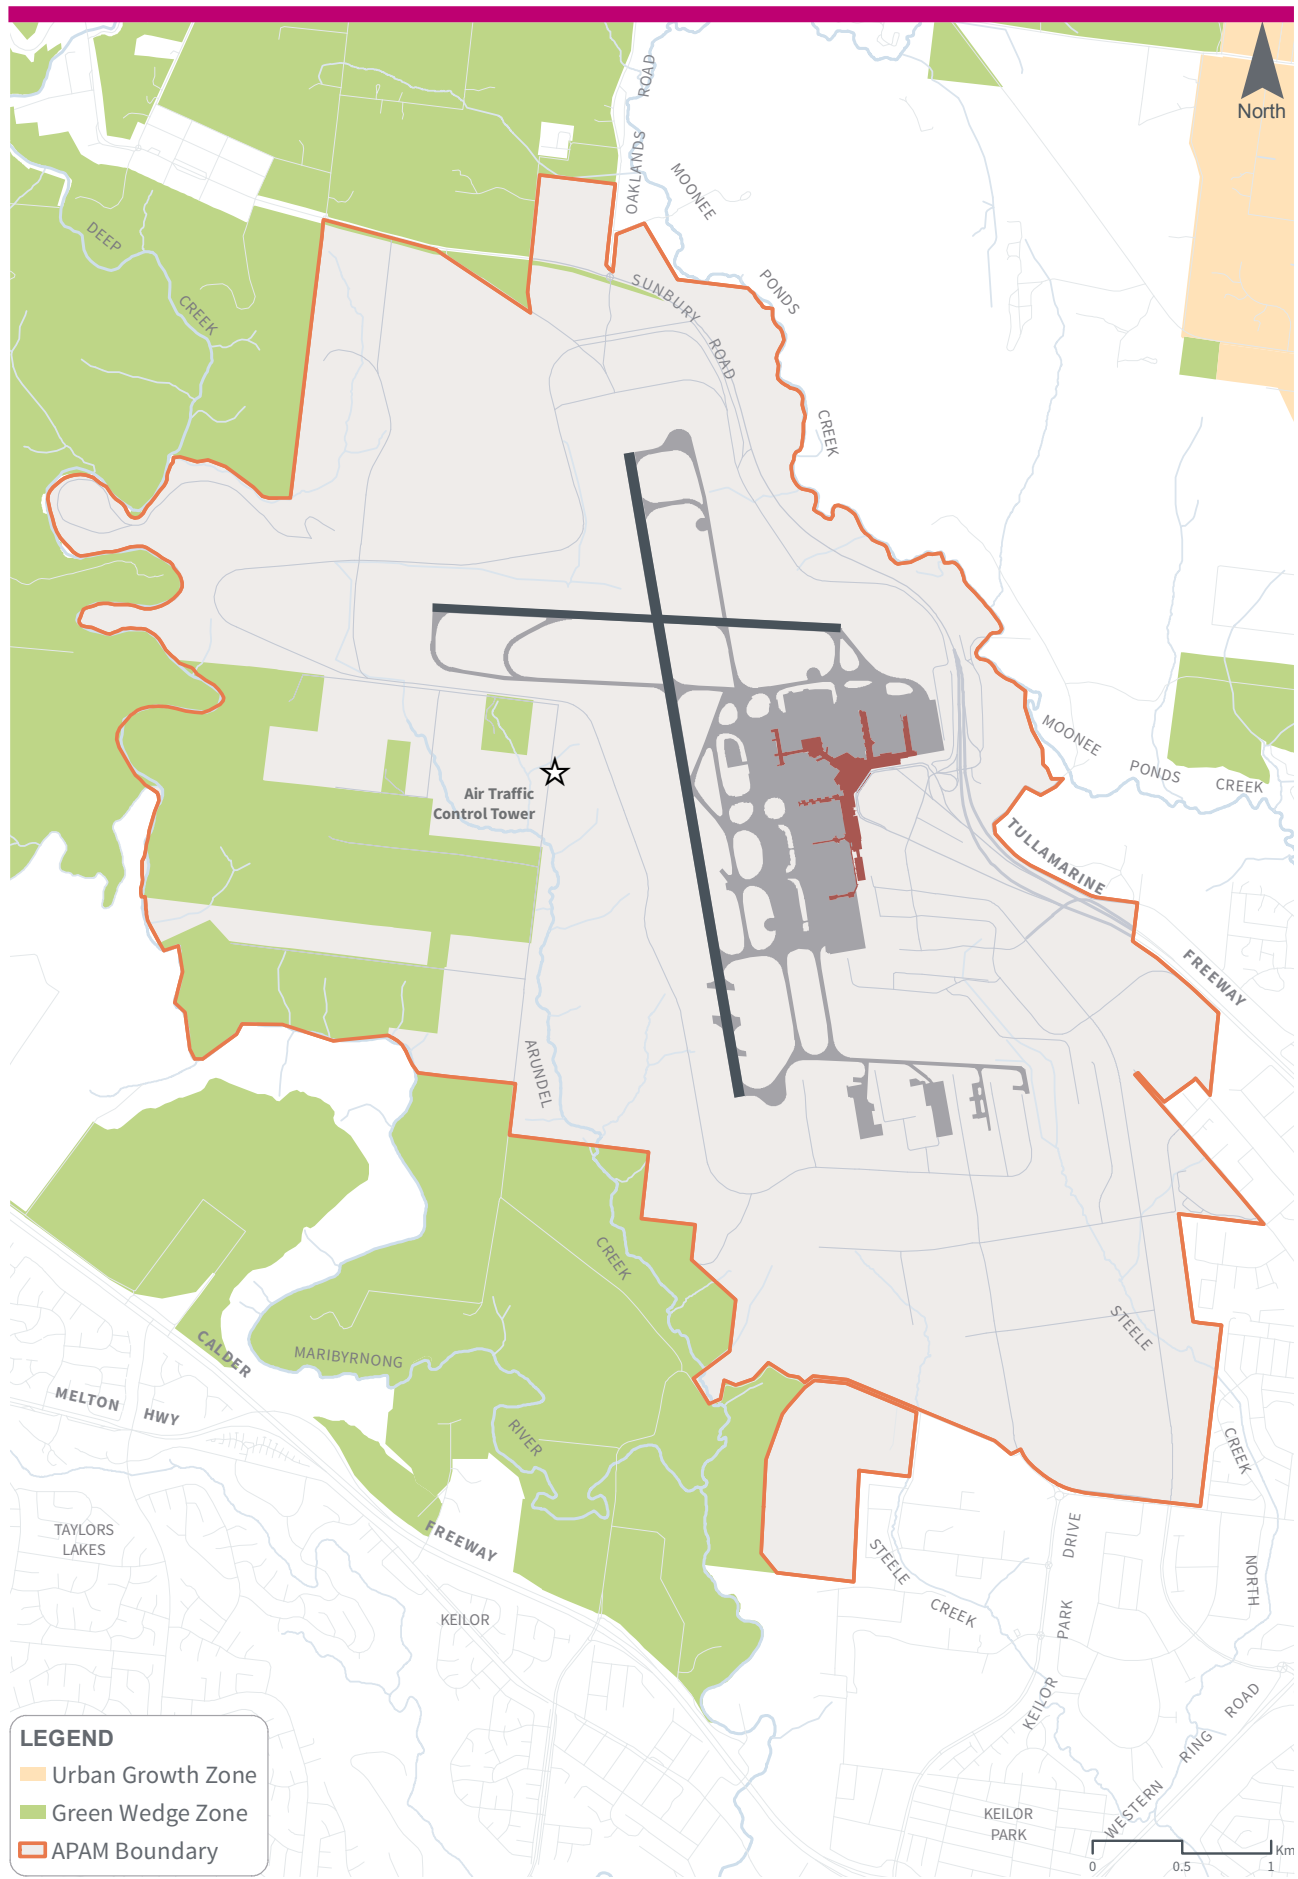 North
OAKLANDS ROAD
MOONEE
PONDS
CREEK
DEEP
CREEK
SUNBURY
ROAD
MOONEE
PONDS
CREEK
Air Traffic
Control Tower
TULLAMARINE
FREEWAY
ARUNDEL
CREEK
STEELE
CREEK
NORTH
CALDER
FREEWAY
MARIBYRNONG
RIVER
MELTON HWY
TAYLORS
LAKES
KEILOR
STEELE
CREEK
KEILOR PARK DRIVE
KEILOR
PARK
WESTERN RING ROAD
LEGEND
Urban Growth Zone
Green Wedge Zone
APAM Boundary
0 0.5 1 Km